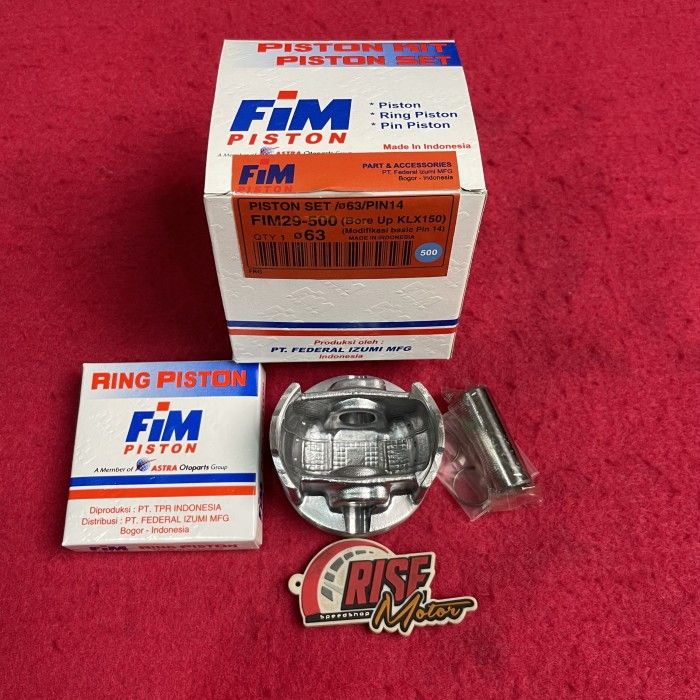 PISTON KIT
PISTON SET
FiM
PISTON
A Member of ASTRA Otoparts Group
* Piston
* Ring Piston
* Pin Piston
Made In Indonesia
FiM
PISTON
PART & ACCESSORIES
PT. Federal Izumi MFG
Bogor - Indonesia
PISTON SET /ø63/PIN14
FIM29-500 (Bore Up KLX150)
(Modifikasi basic Pin 14)
QTY 1 ø 63
MADE IN INDONESIA
500
FRO
Produksi oleh :
PT. FEDERAL IZUMI MFG
Indonesia
RING PISTON
FiM
PISTON
A Member of ASTRA Otoparts Group
Diproduksi : PT. TPR INDONESIA
Distribusi : PT. FEDERAL IZUMI MFG
Bogor - Indonesia
FiM RING PISTON
RISE
Speedshop
Motor